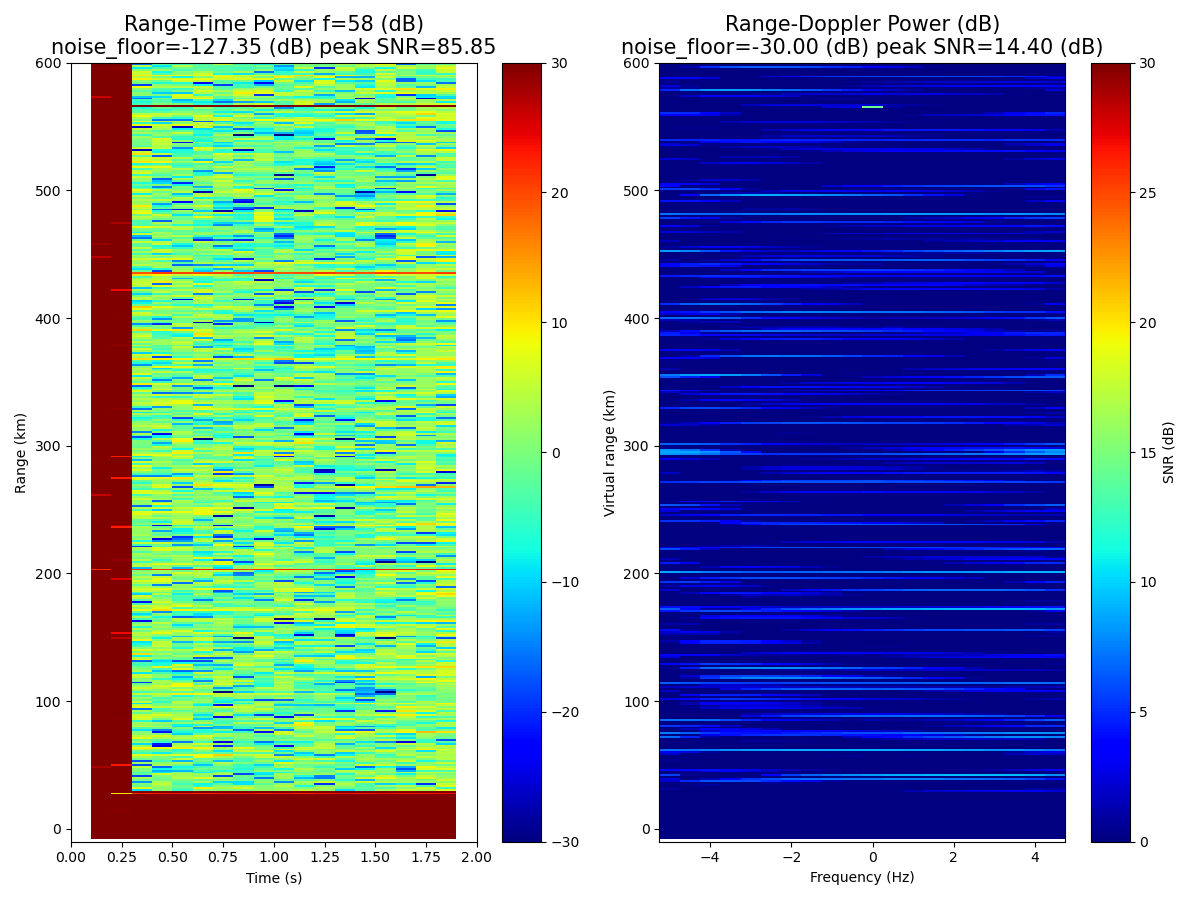 Range-Time Power f=58 (dB)
noise_floor=-127.35 (dB) peak SNR=85.85
600
500
400
300
200
100
0
Range (km)
0.00 0.25 0.50 0.75 1.00 1.25 1.50 1.75 2.00
Time (s)
30
20
10
0
−10
−20
−30
Range-Doppler Power (dB)
noise_floor=-30.00 (dB) peak SNR=14.40 (dB)
600
500
400
300
200
100
0
Virtual range (km)
−4 −2 0 2 4
Frequency (Hz)
30
25
20
15
10
5
0
SNR (dB)